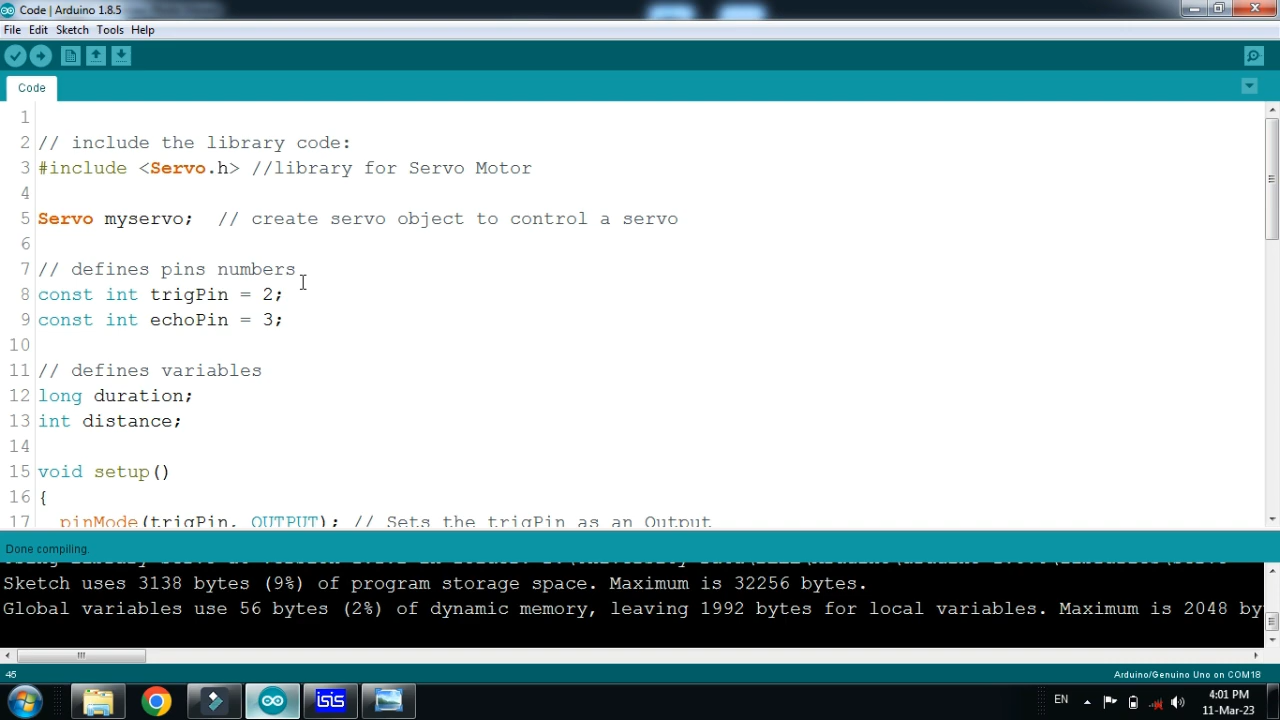 Code | Arduino 1.8.5
File Edit Sketch Tools Help
Code
1
2 // include the library code:
3 #include <Servo.h> //library for Servo Motor
4
5 Servo myservo;  // create servo object to control a servo
6
7 // defines pins numbers
8 const int trigPin = 2;
9 const int echoPin = 3;
10
11 // defines variables
12 long duration;
13 int distance;
14
15 void setup()
16 {
17 pinMode(trigPin, OUTPUT); // Sets the trigPin as an Output
Done compiling.
Sketch uses 3138 bytes (9%) of program storage space. Maximum is 32256 bytes.
Global variables use 56 bytes (2%) of dynamic memory, leaving 1992 bytes for local variables. Maximum is 2048 by
45
Arduino/Genuino Uno on COM18
isis
EN
4:01 PM
11-Mar-23